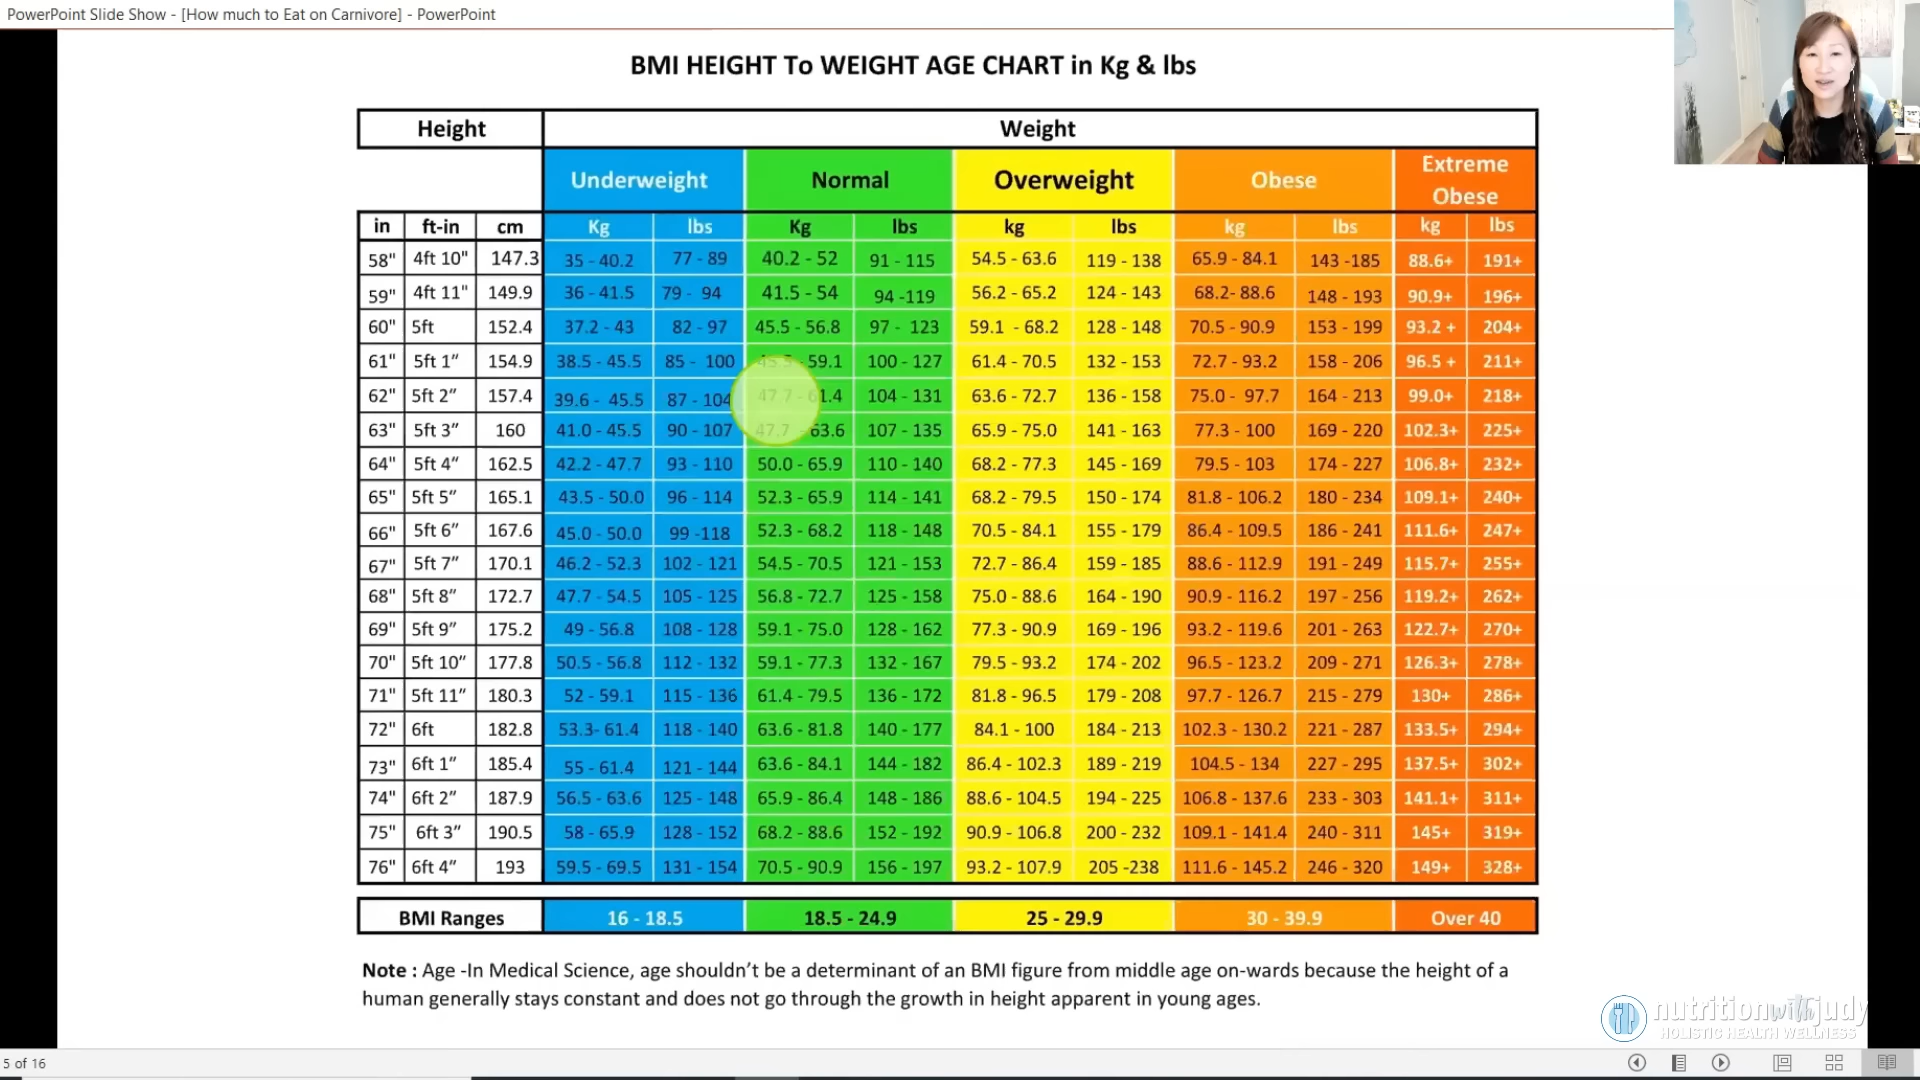 PowerPoint Slide Show - [How much to Eat on Carnivore] - PowerPoint
BMI HEIGHT To WEIGHT AGE CHART in Kg & lbs
Height Weight
Underweight Normal Overweight Obese Extreme Obese
in ft-in cm Kg lbs Kg lbs kg lbs kg lbs kg lbs
58" 4ft 10" 147.3 35 - 40.2 77 - 89 40.2 - 52 91 - 115 54.5 - 63.6 119 - 138 65.9 - 84.1 143 -185 88.6+ 191+
59" 4ft 11" 149.9 36 - 41.5 79 - 94 41.5 - 54 94 -119 56.2 - 65.2 124 - 143 68.2- 88.6 148 - 193 90.9+ 196+
60" 5ft 152.4 37.2 - 43 82 - 97 45.5 - 56.8 97 - 123 59.1 - 68.2 128 - 148 70.5 - 90.9 153 - 199 93.2 + 204+
61" 5ft 1” 154.9 38.5 - 45.5 85 - 100 45.5 - 59.1 100 - 127 61.4 - 70.5 132 - 153 72.7 - 93.2 158 - 206 96.5 + 211+
62" 5ft 2” 157.4 39.6 - 45.5 87 - 104 47.7 - 61.4 104 - 131 63.6 - 72.7 136 - 158 75.0 - 97.7 164 - 213 99.0+ 218+
63" 5ft 3” 160 41.0 - 45.5 90 - 107 47.7 - 63.6 107 - 135 65.9 - 75.0 141 - 163 77.3 - 100 169 - 220 102.3+ 225+
64" 5ft 4” 162.5 42.2 - 47.7 93 - 110 50.0 - 65.9 110 - 140 68.2 - 77.3 145 - 169 79.5 - 103 174 - 227 106.8+ 232+
65" 5ft 5” 165.1 43.5 - 50.0 96 - 114 52.3 - 65.9 114 - 141 68.2 - 79.5 150 - 174 81.8 - 106.2 180 - 234 109.1+ 240+
66" 5ft 6” 167.6 45.0 - 50.0 99 -118 52.3 - 68.2 118 - 148 70.5 - 84.1 155 - 179 86.4 - 109.5 186 - 241 111.6+ 247+
67" 5ft 7” 170.1 46.2 - 52.3 102 - 121 54.5 - 70.5 121 - 153 72.7 - 86.4 159 - 185 88.6 - 112.9 191 - 249 115.7+ 255+
68" 5ft 8” 172.7 47.7 - 54.5 105 - 125 56.8 - 72.7 125 - 158 75.0 - 88.6 164 - 190 90.9 - 116.2 197 - 256 119.2+ 262+
69" 5ft 9” 175.2 49 - 56.8 108 - 128 59.1 - 75.0 128 - 162 77.3 - 90.9 169 - 196 93.2 - 119.6 201 - 263 122.7+ 270+
70" 5ft 10” 177.8 50.5 - 56.8 112 - 132 59.1 - 77.3 132 - 167 79.5 - 93.2 174 - 202 96.5 - 123.2 209 - 271 126.3+ 278+
71" 5ft 11” 180.3 52 - 59.1 115 - 136 61.4 - 79.5 136 - 172 81.8 - 96.5 179 - 208 97.7 - 126.7 215 - 279 130+ 286+
72" 6ft 182.8 53.3- 61.4 118 - 140 63.6 - 81.8 140 - 177 84.1 - 100 184 - 213 102.3 - 130.2 221 - 287 133.5+ 294+
73" 6ft 1” 185.4 55 - 61.4 121 - 144 63.6 - 84.1 144 - 182 86.4 - 102.3 189 - 219 104.5 - 134 227 - 295 137.5+ 302+
74" 6ft 2” 187.9 56.5 - 63.6 125 - 148 65.9 - 86.4 148 - 186 88.6 - 104.5 194 - 225 106.8 - 137.6 233 - 303 141.1+ 311+
75" 6ft 3” 190.5 58 - 65.9 128 - 152 68.2 - 88.6 152 - 192 90.9 - 106.8 200 - 232 109.1 - 141.4 240 - 311 145+ 319+
76" 6ft 4” 193 59.5 - 69.5 131 - 154 70.5 - 90.9 156 - 197 93.2 - 107.9 205 -238 111.6 - 145.2 246 - 320 149+ 328+
BMI Ranges 16 - 18.5 18.5 - 24.9 25 - 29.9 30 - 39.9 Over 40
Note : Age -In Medical Science, age shouldn’t be a determinant of an BMI figure from middle age on-wards because the height of a
human generally stays constant and does not go through the growth in height apparent in young ages.
nutritionwithjudy
HOLISTIC HEALTH WELLNESS
5 of 16